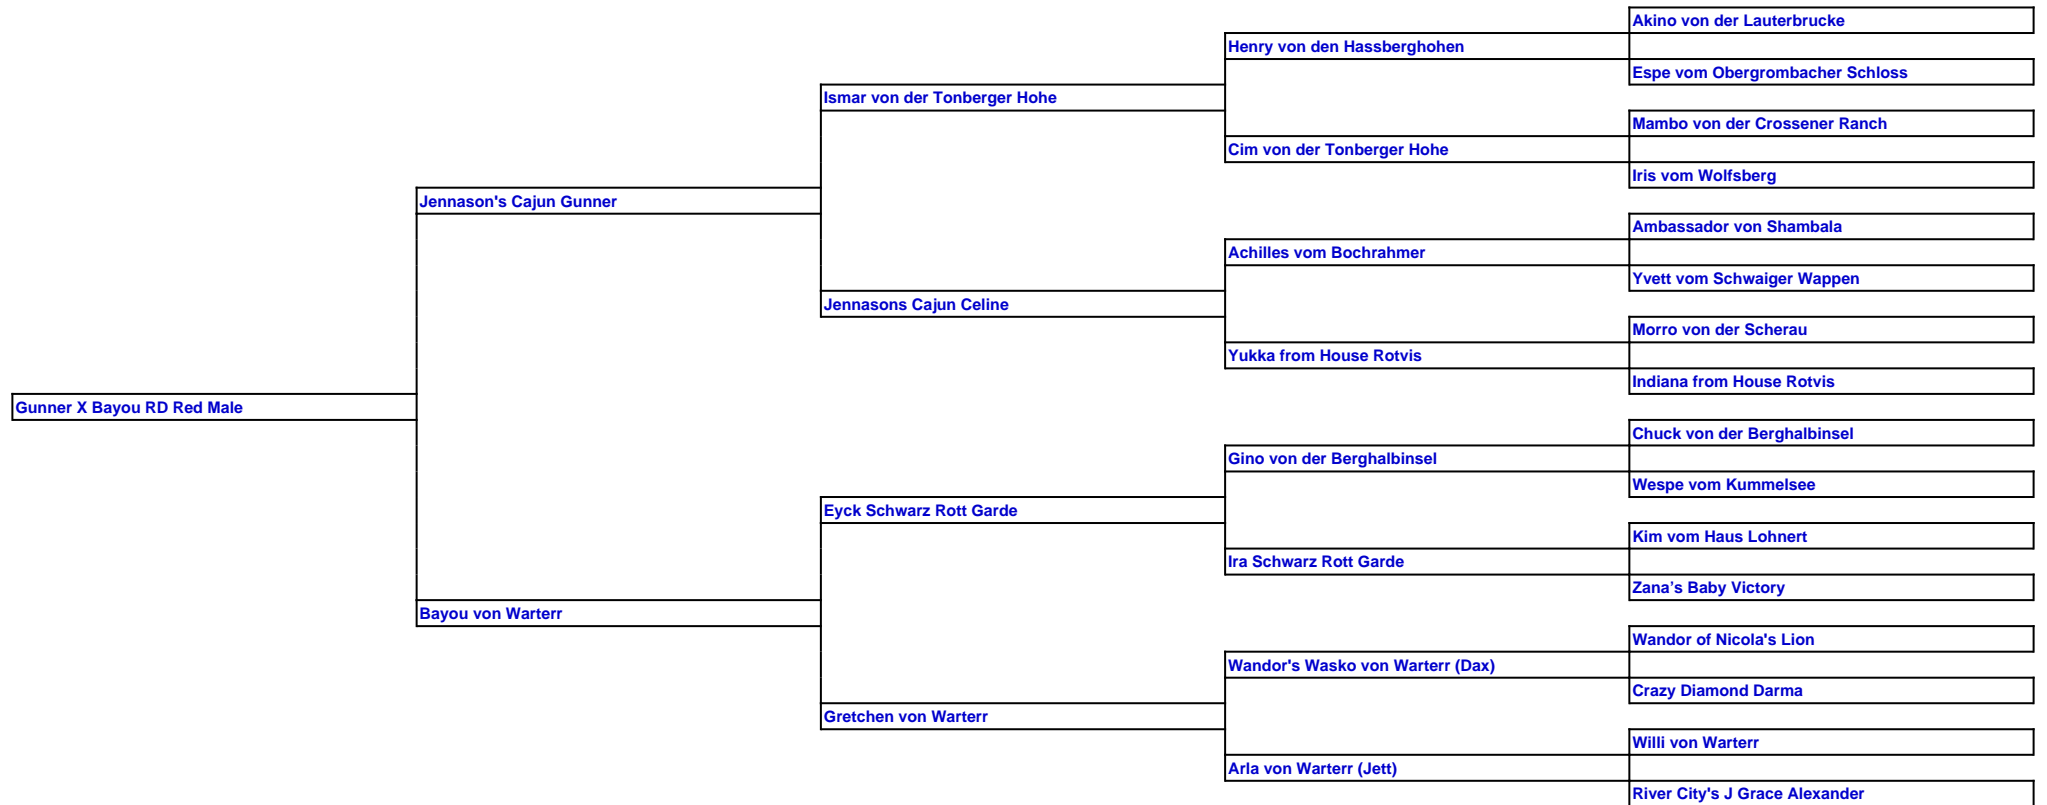 Akino von der Lauterbrucke
Henry von den Hassberghohen
Espe vom Obergrombacher Schloss
Ismar von der Tonberger Hohe
Mambo von der Crossener Ranch
Cim von der Tonberger Hohe
Iris vom Wolfsberg
Jennason's Cajun Gunner
Ambassador von Shambala
Achilles vom Bochrahmer
Yvett vom Schwaiger Wappen
Jennasons Cajun Celine
Morro von der Scherau
Yukka from House Rotvis
Indiana from House Rotvis
Gunner X Bayou RD Red Male
Chuck von der Berghalbinsel
Gino von der Berghalbinsel
Wespe vom Kummelsee
Eyck Schwarz Rott Garde
Kim vom Haus Lohnert
Ira Schwarz Rott Garde
Zana’s Baby Victory
Bayou von Warterr
Wandor of Nicola's Lion
Wandor's Wasko von Warterr (Dax)
Crazy Diamond Darma
Gretchen von Warterr
Willi von Warterr
Arla von Warterr (Jett)
River City's J Grace Alexander